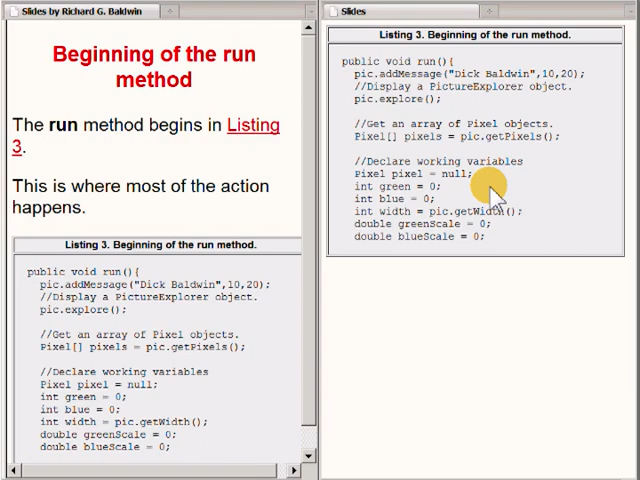 Slides by Richard G. Baldwin
Beginning of the run
method
The run method begins in Listing
3.
This is where most of the action
happens.
Listing 3. Beginning of the run method.
public void run(){
pic.addMessage("Dick Baldwin",10,20);
//Display a PictureExplorer object.
pic.explore();
//Get an array of Pixel objects.
Pixel[] pixels = pic.getPixels();
//Declare working variables
Pixel pixel = null;
int green = 0;
int blue = 0;
int width = pic.getWidth();
double greenScale = 0;
double blueScale = 0;
Slides
Listing 3. Beginning of the run method.
public void run(){
pic.addMessage("Dick Baldwin",10,20);
//Display a PictureExplorer object.
pic.explore();
//Get an array of Pixel objects.
Pixel[] pixels = pic.getPixels();
//Declare working variables
Pixel pixel = null;
int green = 0;
int blue = 0;
int width = pic.getWidth();
double greenScale = 0;
double blueScale = 0;